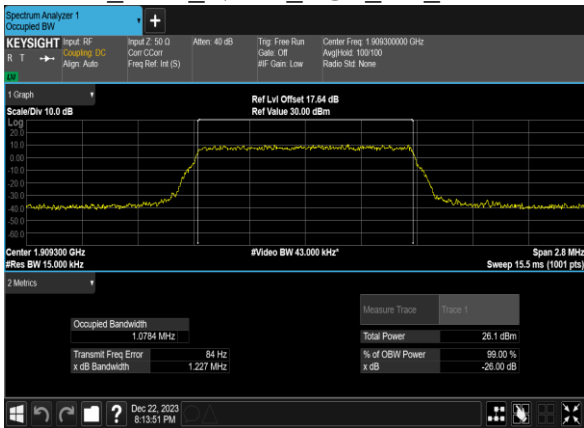 Spectrum Analyzer 1
Occupied BW
KEYSIGHT
R T
LV
Input: RF
Coupling: DC
Align: Auto
Input Z: 50 Ω
Corr CCorr
Freq Ref: Int (S)
Atten: 40 dB
Trig: Free Run
Gate: Off
#IF Gain: Low
Center Freq: 1.909300000 GHz
Avg|Hold: 100/100
Radio Std: None
1 Graph
Scale/Div 10.0 dB
Ref Lvl Offset 17.64 dB
Ref Value 30.00 dBm
Log
20.0
10.0
0.00
-10.0
-20.0
-30.0
-40.0
-50.0
-60.0
Center 1.909300 GHz
#Res BW 15.000 kHz
#Video BW 43.000 kHz*
Span 2.8 MHz
Sweep 15.5 ms (1001 pts)
2 Metrics
Measure Trace
Trace 1
Occupied Bandwidth
1.0784 MHz
Total Power
26.1 dBm
Transmit Freq Error
84 Hz
% of OBW Power
99.00 %
x dB Bandwidth
1.227 MHz
x dB
-26.00 dB
?
Dec 22, 2023
8:13:51 PM